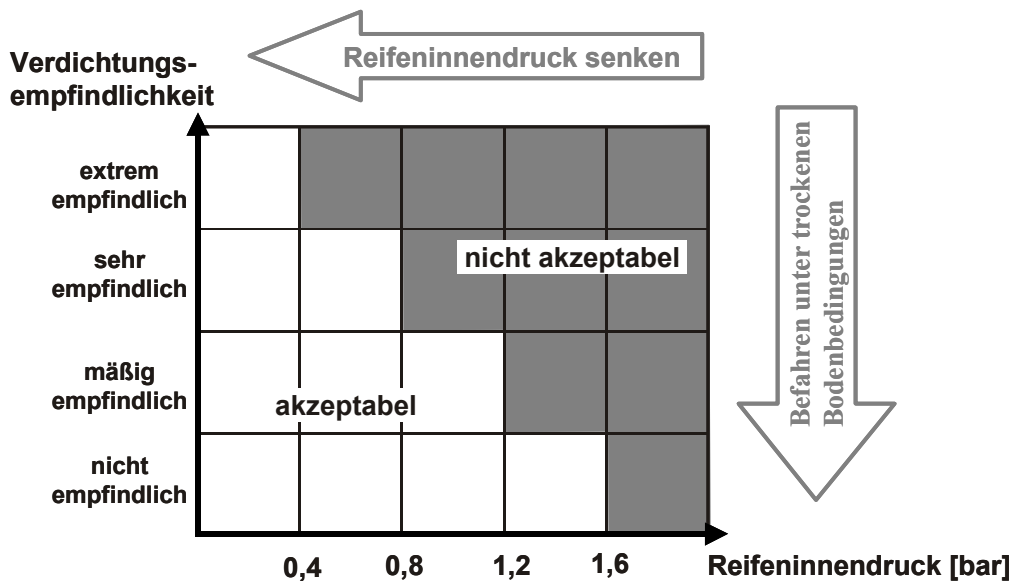 Reifeninnendruck senken
Verdichtungs-
empfindlichkeit
extrem
empfindlich
sehr
empfindlich
nicht akzeptabel
mäßig
empfindlich
akzeptabel
nicht
empfindlich
0,4 0,8 1,2 1,6
Reifeninnendruck [bar]
Befahren unter trockenen
Bodenbedingungen